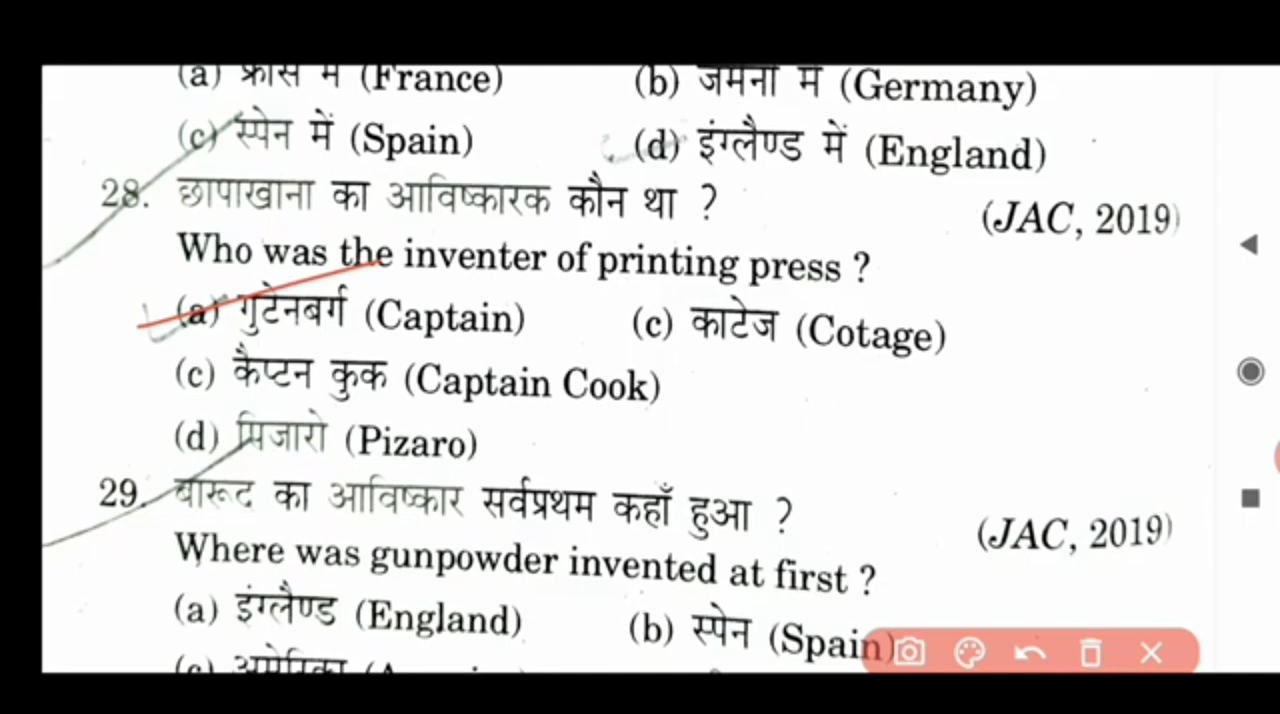 (a) फ्रांस में (France) (b) जर्मनी में (Germany)
(c) स्पेन में (Spain) (d) इंग्लैण्ड में (England)
28. छापाखाना का आविष्कारक कौन था ? (JAC, 2019)
Who was the inventer of printing press ?
(a) गुटेनबर्ग (Captain) (c) काटेज (Cotage)
(c) कैप्टन कुक (Captain Cook)
(d) पिजारो (Pizaro)
29. बारूद का आविष्कार सर्वप्रथम कहाँ हुआ ? (JAC, 2019)
Where was gunpowder invented at first ?
(a) इंग्लैण्ड (England) (b) स्पेन (Spain)
(c) अमेरिका